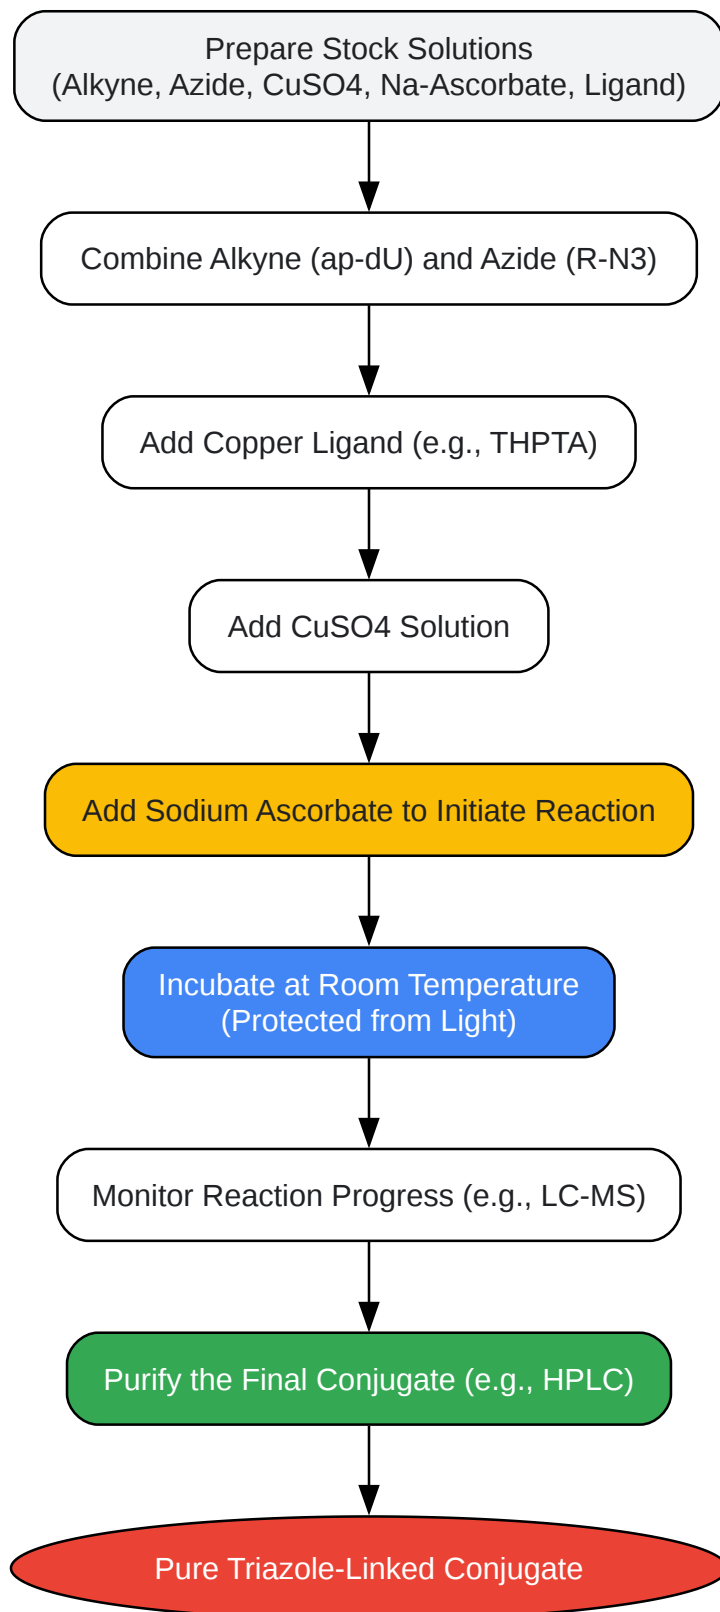 Prepare Stock Solutions
(Alkyne, Azide, CuSO4, Na-Ascorbate, Ligand)
Combine Alkyne (ap-dU) and Azide (R-N3)
Add Copper Ligand (e.g., THPTA)
Add CuSO4 Solution
Add Sodium Ascorbate to Initiate Reaction
Incubate at Room Temperature
(Protected from Light)
Monitor Reaction Progress (e.g., LC-MS)
Purify the Final Conjugate (e.g., HPLC)
Pure Triazole-Linked Conjugate